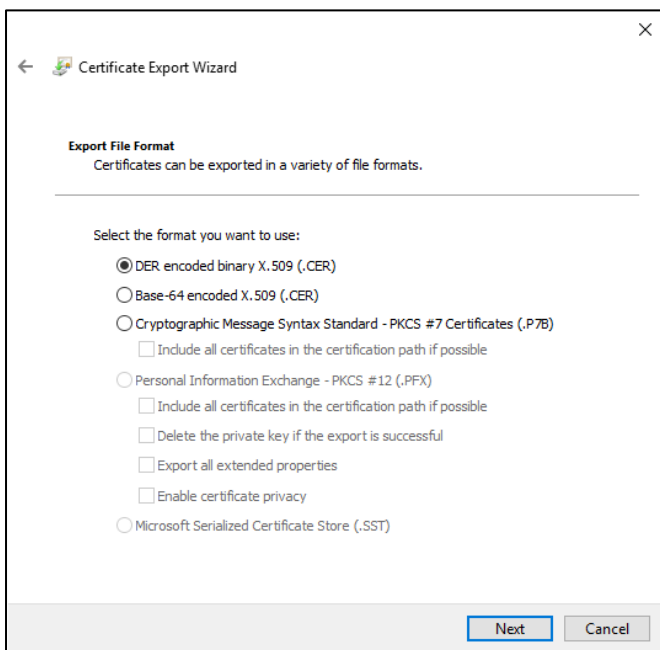 Certificate Export Wizard
Export File Format
Certificates can be exported in a variety of file formats.
Select the format you want to use:
DER encoded binary X.509 (.CER)
Base-64 encoded X.509 (.CER)
Cryptographic Message Syntax Standard - PKCS #7 Certificates (.P7B)
Include all certificates in the certification path if possible
Personal Information Exchange - PKCS #12 (.PFX)
Include all certificates in the certification path if possible
Delete the private key if the export is successful
Export all extended properties
Enable certificate privacy
Microsoft Serialized Certificate Store (.SST)
Next Cancel